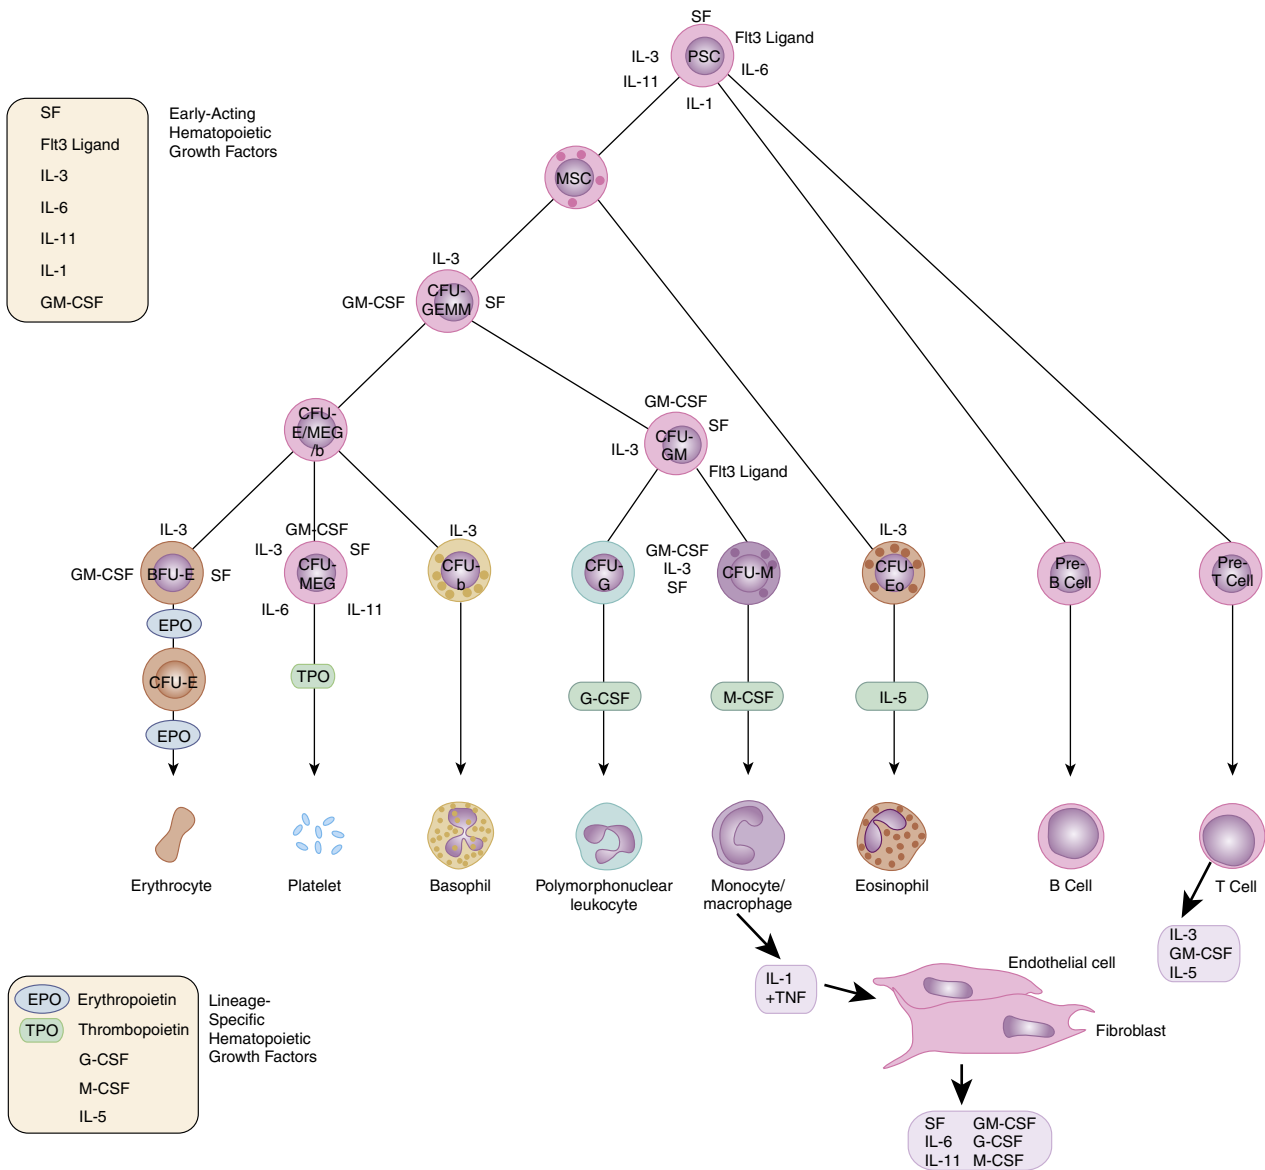 SF
Flt3 Ligand
IL-3
PSC
IL-6
IL-11
IL-1
SF
Flt3 Ligand
IL-3
IL-6
IL-11
IL-1
GM-CSF
Early-Acting
Hematopoietic
Growth Factors
MSC
IL-3
GM-CSF
CFU-
GEMM
SF
CFU-
E/MEG
/b
GM-CSF
SF
IL-3
CFU-
GM
Flt3 Ligand
IL-3
GM-CSF
BFU-E
SF
EPO
CFU-E
EPO
GM-CSF
IL-3
SF
CFU-
MEG
IL-6
IL-11
TPO
IL-3
CFU-
b
CFU-
G
G-CSF
GM-CSF
IL-3
SF
CFU-M
M-CSF
IL-3
CFU-
Eo
IL-5
Pre-
B Cell
Pre-
T Cell
Erythrocyte
Platelet
Basophil
Polymorphonuclear
leukocyte
Monocyte/
macrophage
Eosinophil
B Cell
T Cell
IL-3
GM-CSF
IL-5
IL-1
+TNF
Endothelial cell
Fibroblast
SF GM-CSF
IL-6 G-CSF
IL-11 M-CSF
EPO Erythropoietin
TPO Thrombopoietin
G-CSF
M-CSF
IL-5
Lineage-
Specific
Hematopoietic
Growth Factors